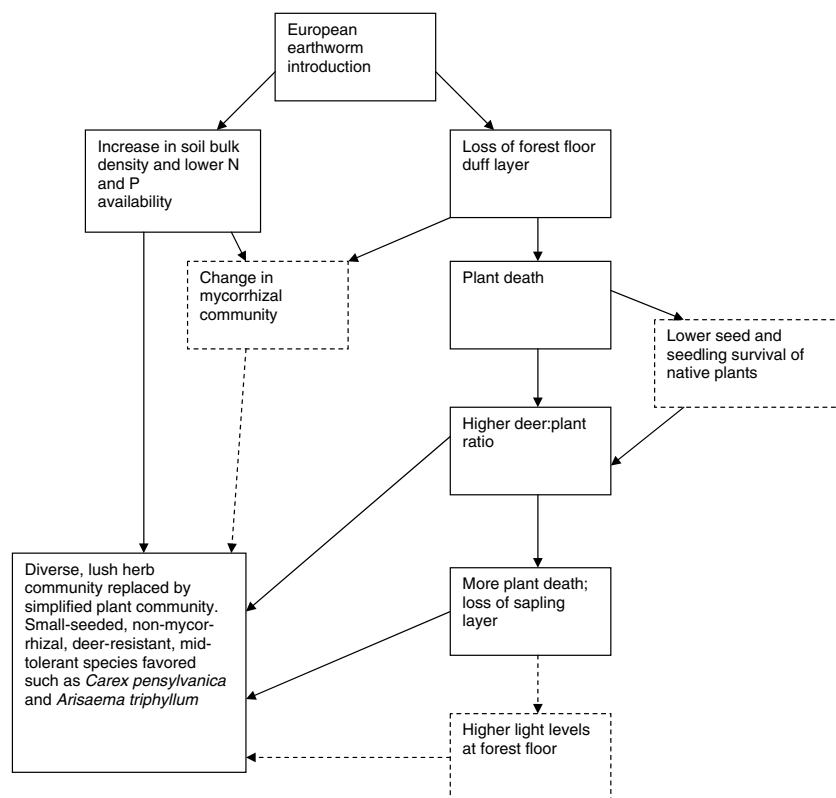 European
earthworm
introduction
Increase in soil bulk
density and lower N
and P
availability
Loss of forest floor
duff layer
Change in
mycorrhizal
community
Plant death
Lower seed and
seedling survival of
native plants
Higher deer:plant
ratio
Diverse, lush herb
community replaced by
simplified plant community.
Small-seeded, non-mycor-
rhizal, deer-resistant, mid-
tolerant species favored
such as Carex pensylvanica
and Arisaema triphyllum
More plant death;
loss of sapling
layer
Higher light levels
at forest floor